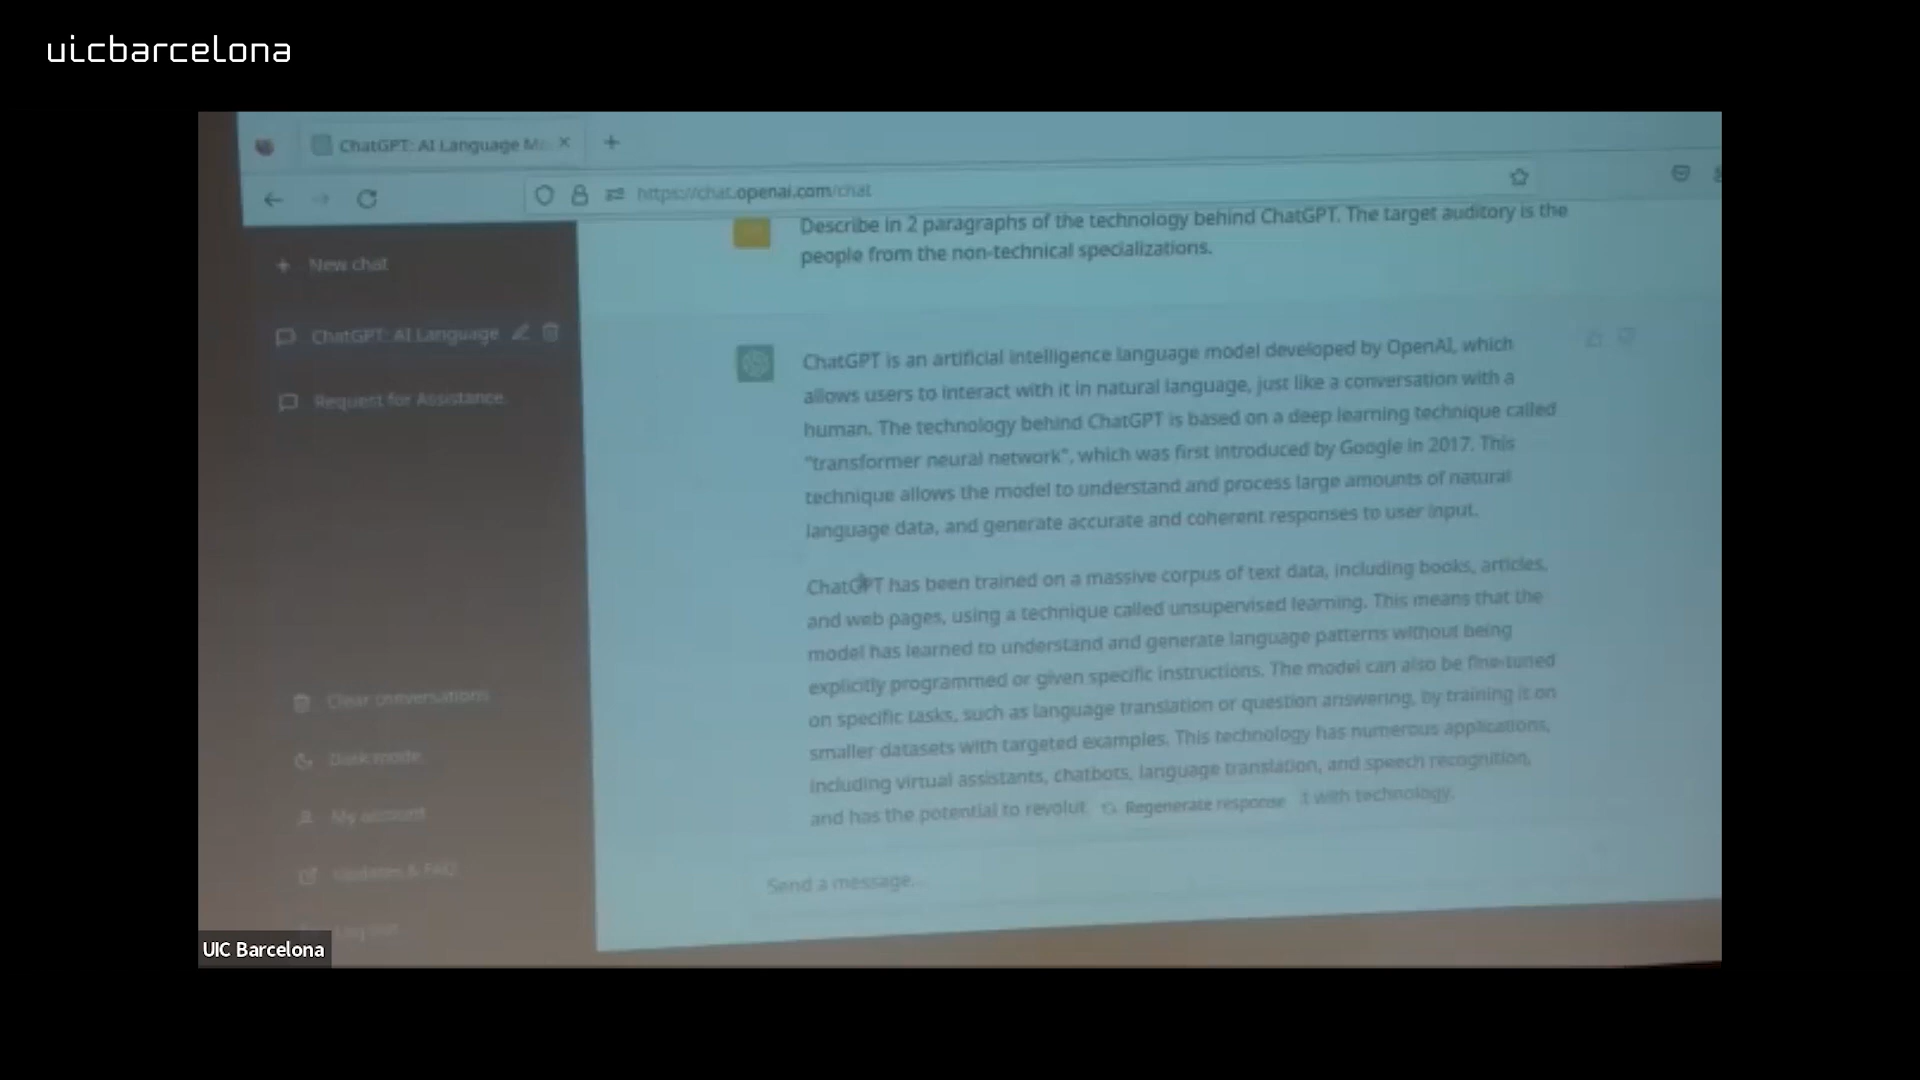 uicbarcelona
ChatGPT: AI Language M
https://chat.openai.com/chat
Describe in 2 paragraphs of the technology behind ChatGPT. The target auditory is the
people from the non-technical specializations.
New chat
ChatGPT: AI Language
Request for Assistance.
ChatGPT is an artificial intelligence language model developed by OpenAI, which
allows users to interact with it in natural language, just like a conversation with a
human. The technology behind ChatGPT is based on a deep learning technique called
"transformer neural network", which was first introduced by Google in 2017. This
technique allows the model to understand and process large amounts of natural
language data, and generate accurate and coherent responses to user input.
ChatGPT has been trained on a massive corpus of text data, including books, articles,
and web pages, using a technique called unsupervised learning. This means that the
model has learned to understand and generate language patterns without being
explicitly programmed or given specific instructions. The model can also be fine-tuned
on specific tasks, such as language translation or question answering, by training it on
smaller datasets with targeted examples. This technology has numerous applications,
including virtual assistants, chatbots, language translation, and speech recognition,
and has the potential to revolut
Regenerate response
it with technology.
Send a message...
Clear conversations
Dark mode
My account
Updates & FAQ
Log out
UIC Barcelona